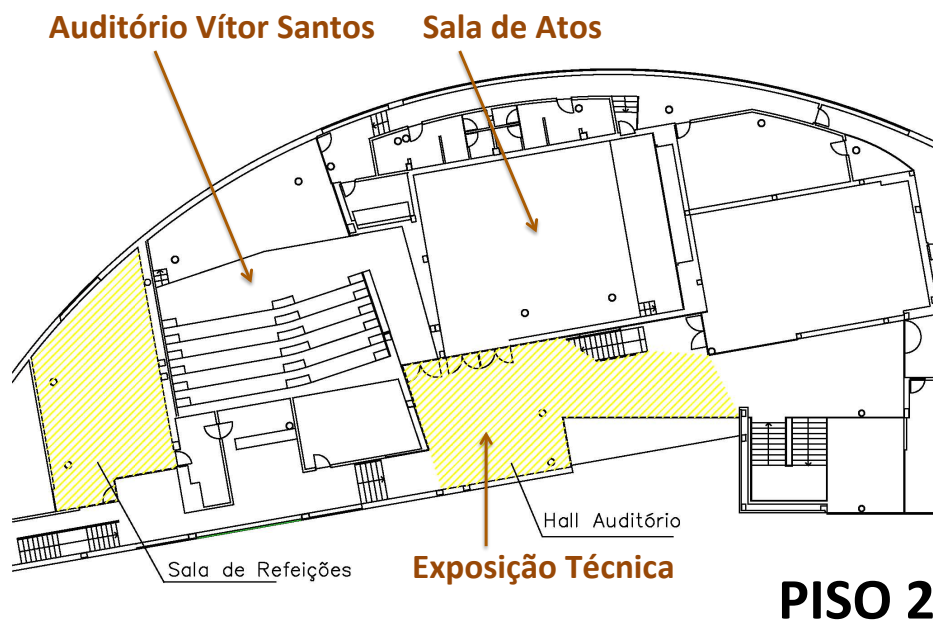 Auditório Vítor Santos
Sala de Atos
Hall Auditório
Sala de Refeições
Exposição Técnica
PISO 2